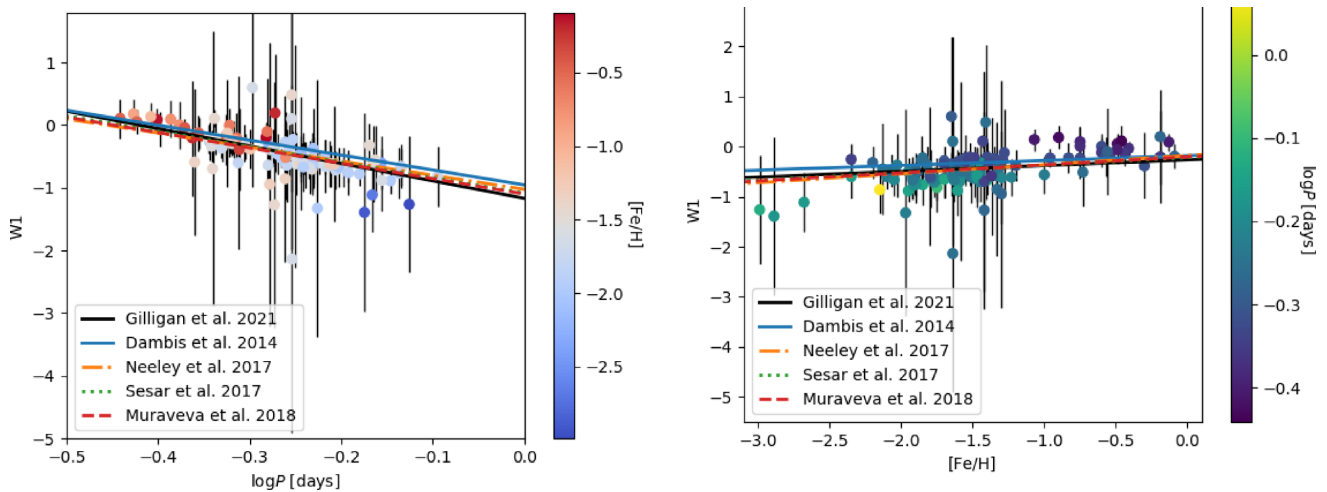 1
0
−1
−2
−3
−4
−5
W1
Gilligan et al. 2021
Dambis et al. 2014
Neeley et al. 2017
Sesar et al. 2017
Muraveva et al. 2018
−0.5
−0.4
−0.3
−0.2
−0.1
0.0
logP [days]
−0.5
−1.0
−1.5
−2.0
−2.5
[Fe/H]
2
1
0
−1
−2
−3
−4
−5
W1
Gilligan et al. 2021
Dambis et al. 2014
Neeley et al. 2017
Sesar et al. 2017
Muraveva et al. 2018
−3.0
−2.5
−2.0
−1.5
−1.0
−0.5
0.0
[Fe/H]
0.0
−0.1
−0.2
−0.3
−0.4
logP [days]